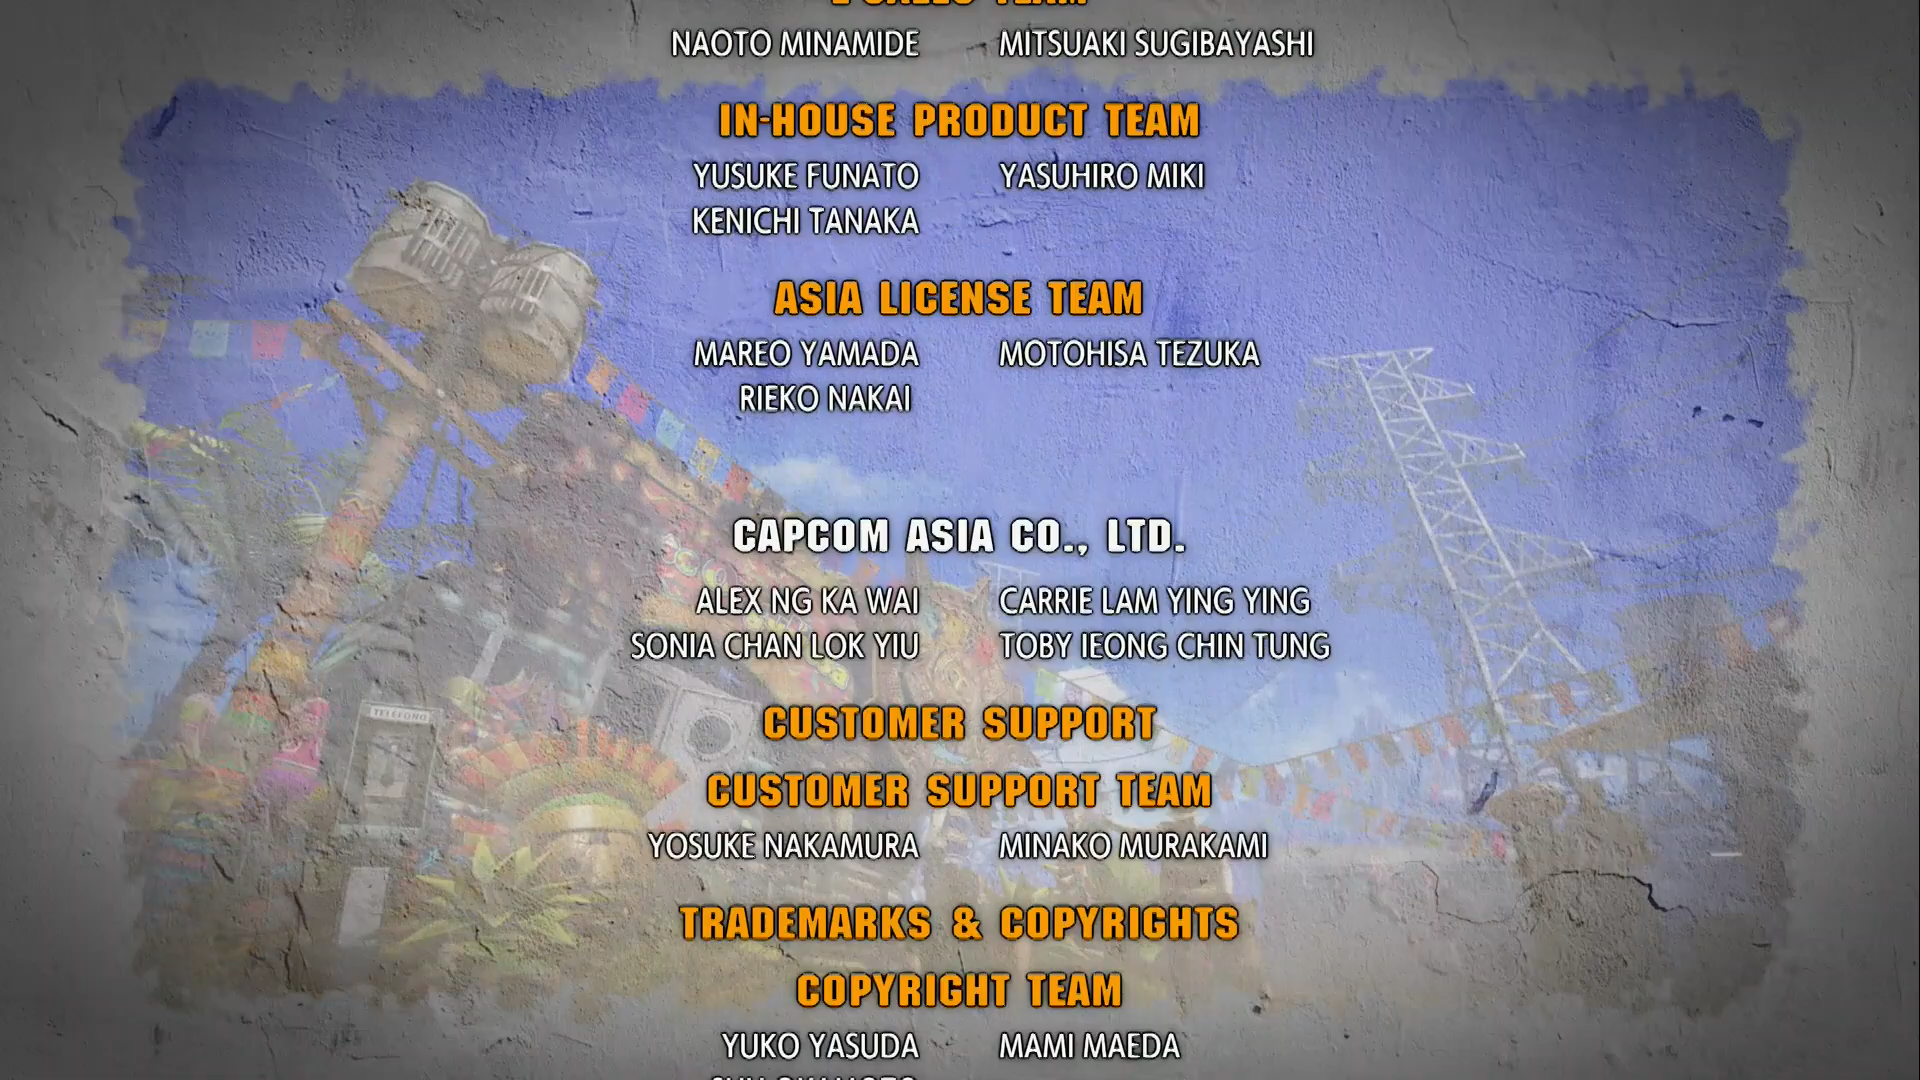 TEAM
NAOTO MINAMIDE MITSUAKI SUGIBAYASHI
IN-HOUSE PRODUCT TEAM
YUSUKE FUNATO YASUHIRO MIKI
KENICHI TANAKA
ASIA LICENSE TEAM
MAREO YAMADA MOTOHISA TEZUKA
RIEKO NAKAI
CAPCOM ASIA CO., LTD.
ALEX NG KA WAI CARRIE LAM YING YING
SONIA CHAN LOK YIU TOBY IEONG CHIN TUNG
TELEFONO
CUSTOMER SUPPORT
CUSTOMER SUPPORT TEAM
YOSUKE NAKAMURA MINAKO MURAKAMI
TRADEMARKS & COPYRIGHTS
COPYRIGHT TEAM
YUKO YASUDA MAMI MAEDA